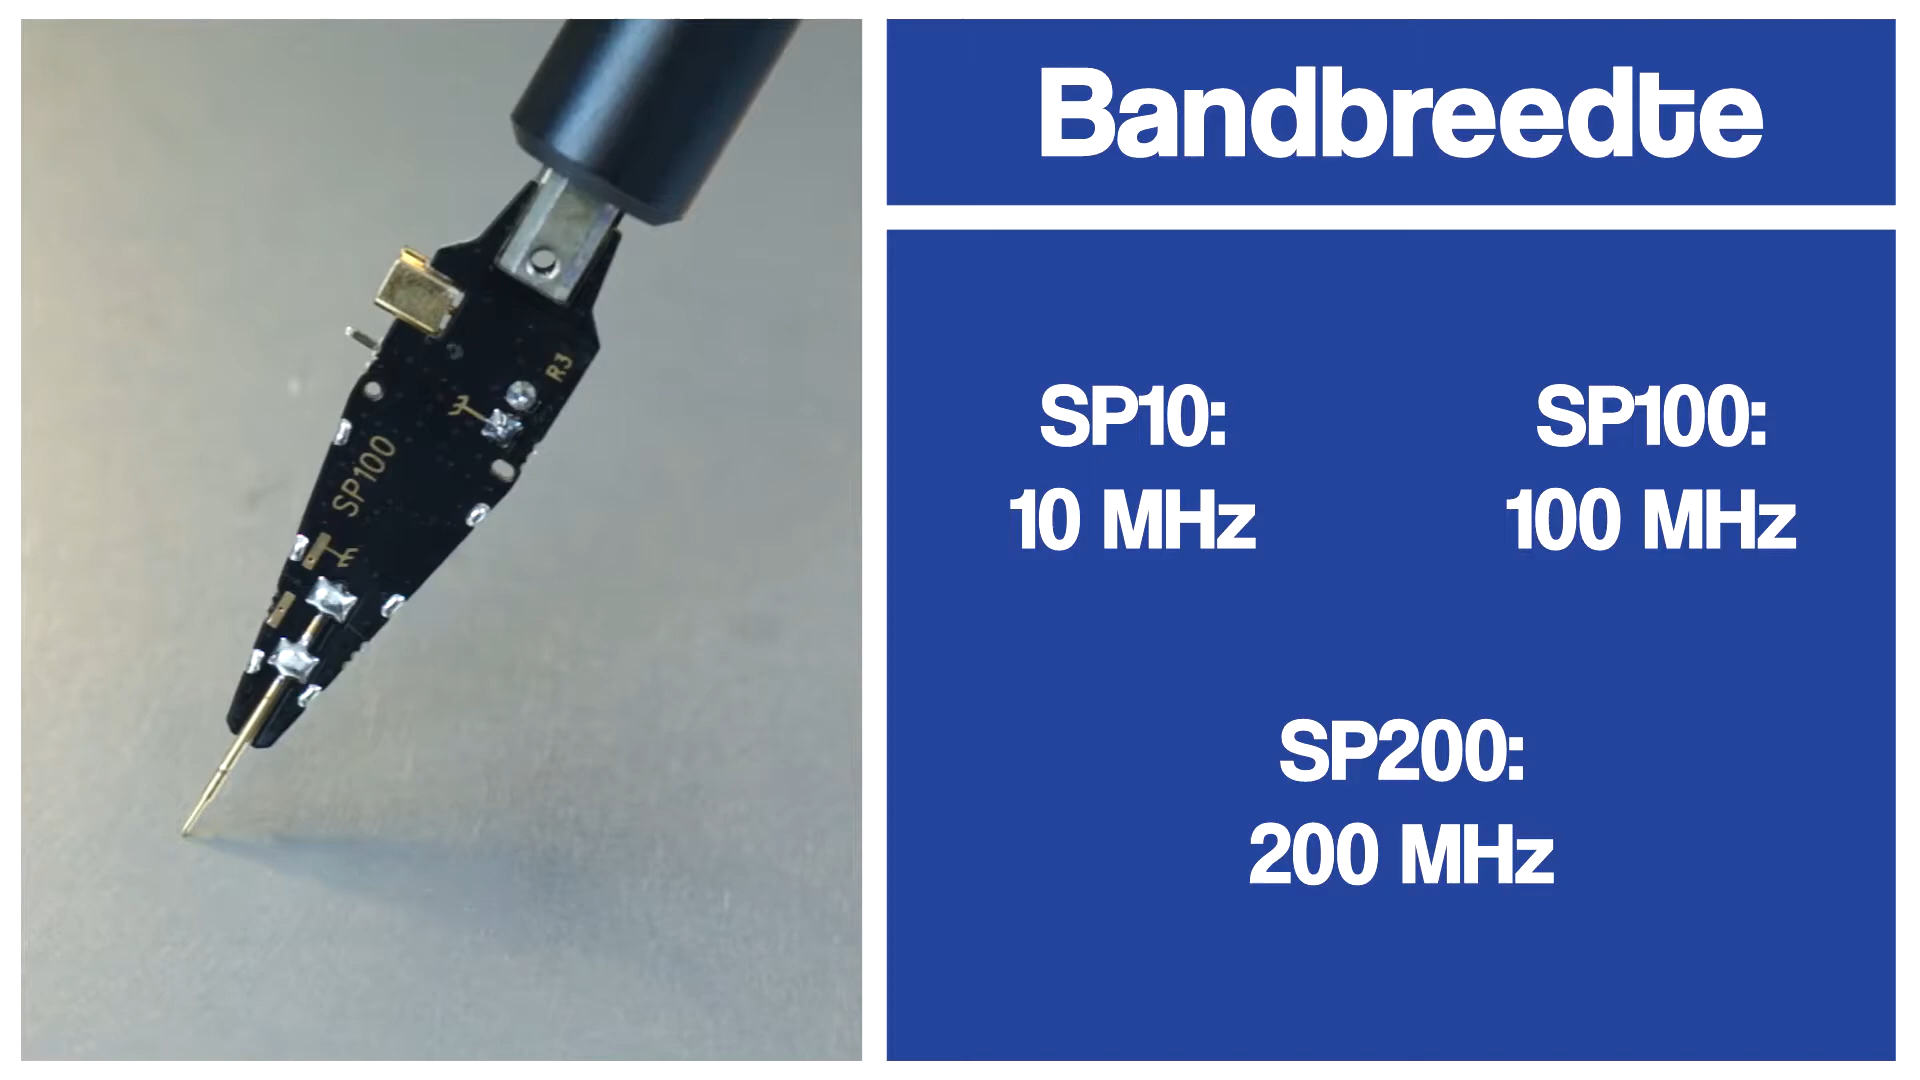 Bandbreedte
SP10:
10 MHz
SP100:
100 MHz
SP200:
200 MHz
R3
SP100